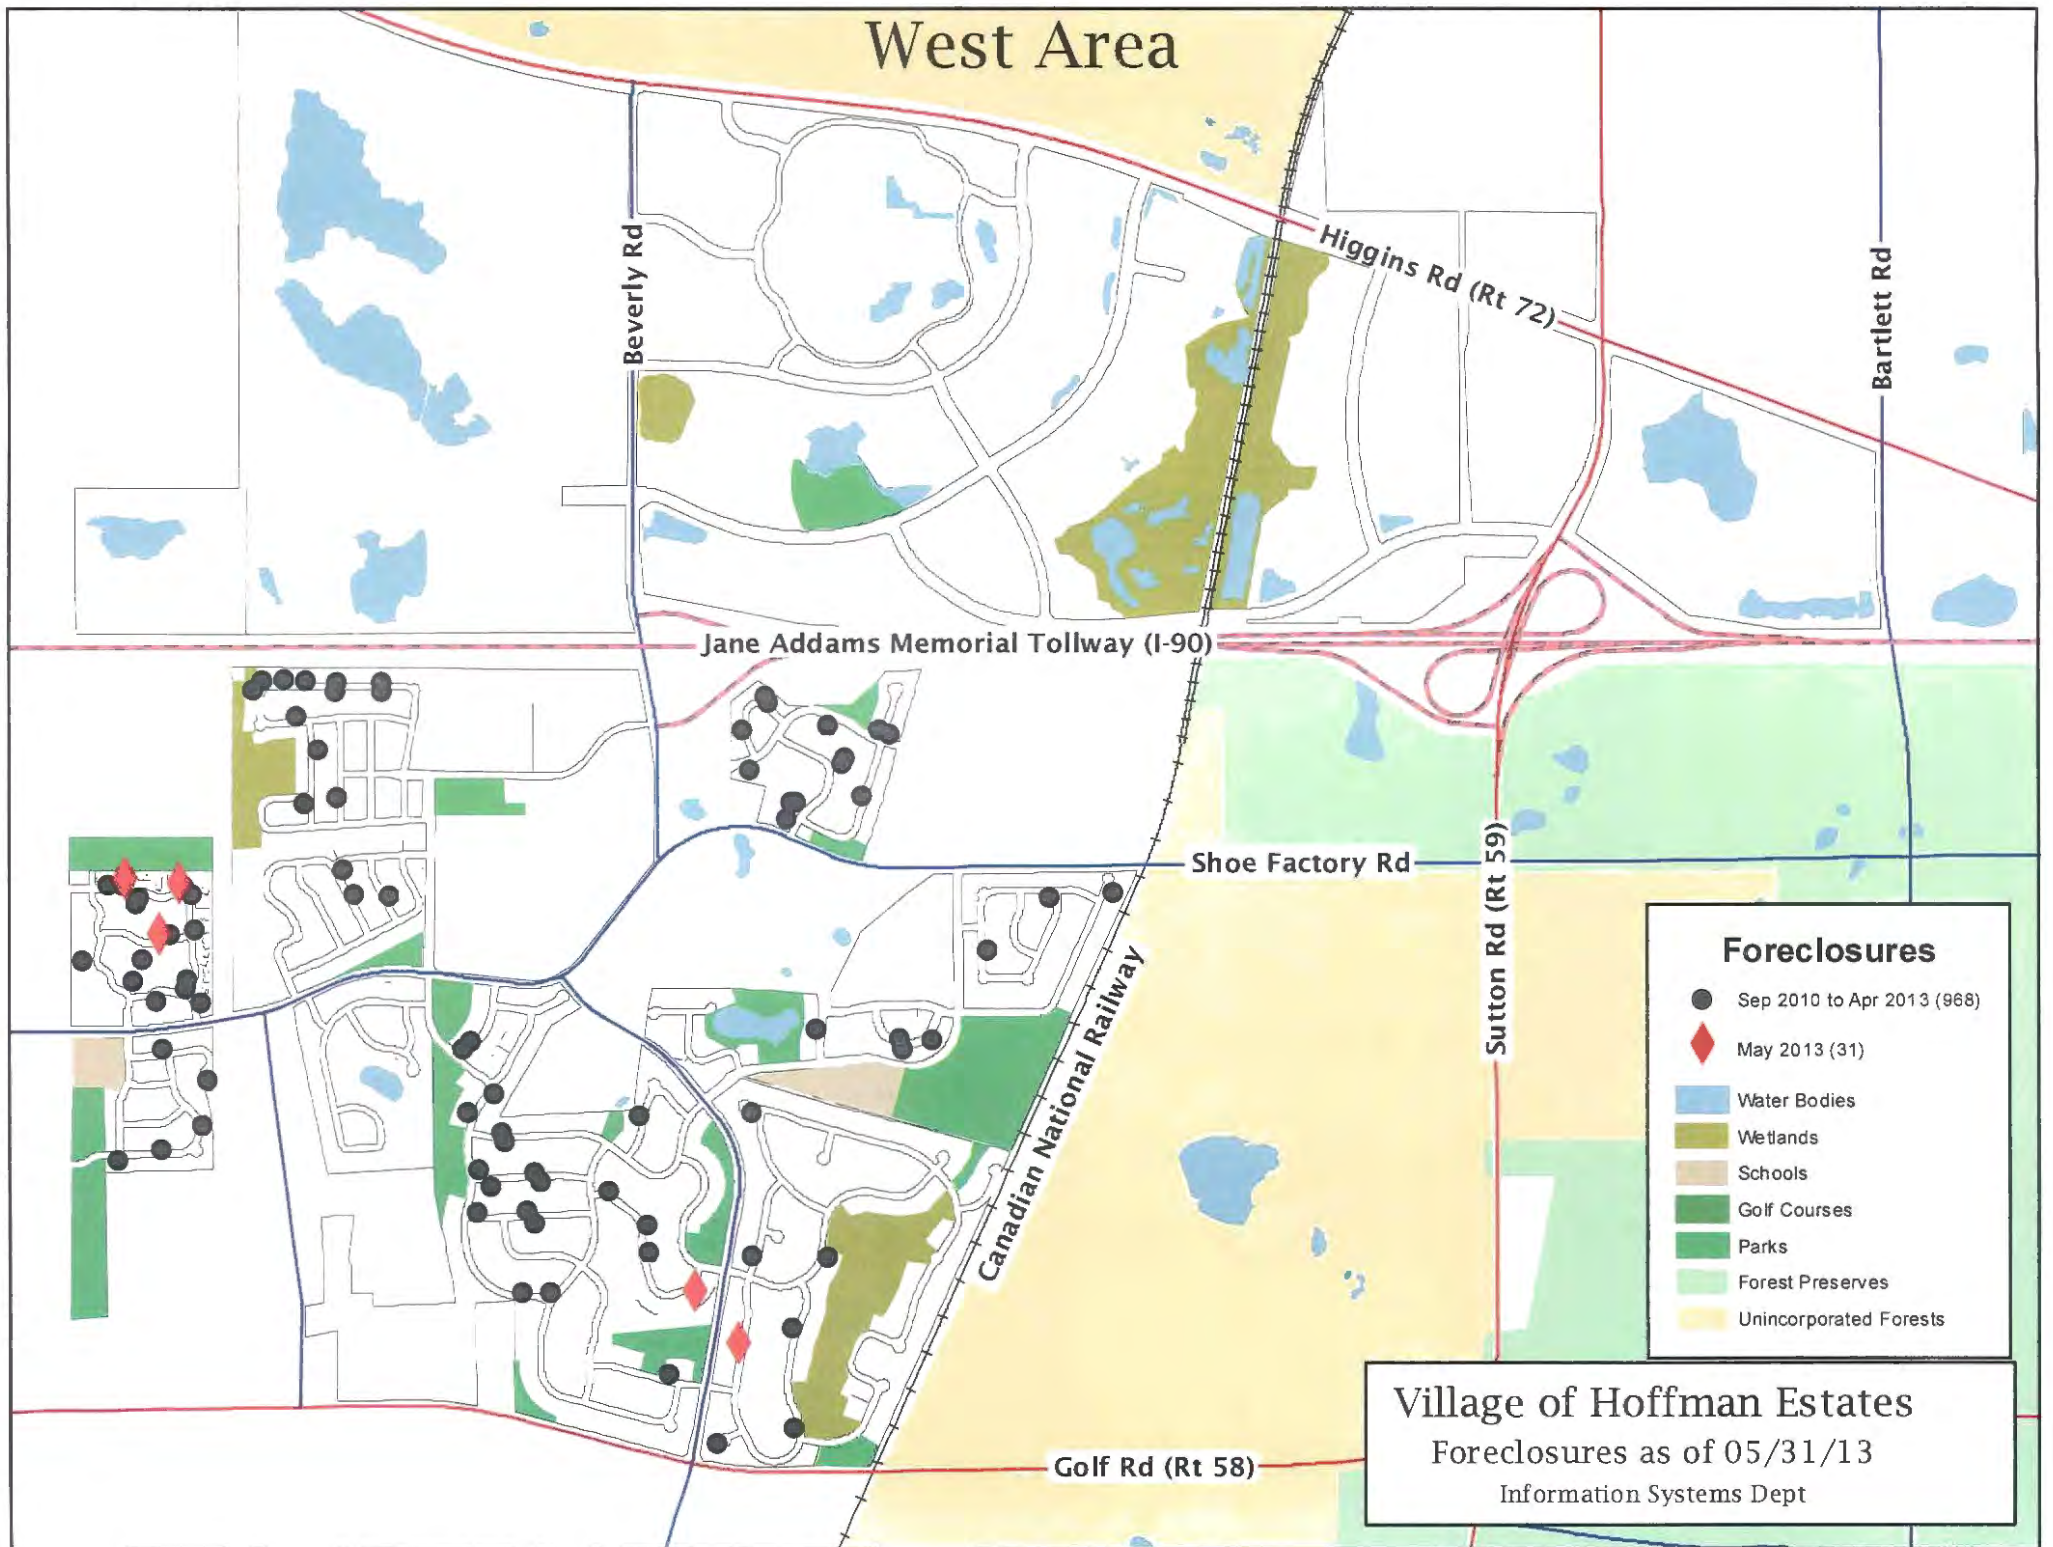 West Area
Beverly Rd
Higgins Rd (Rt 72)
Bartlett Rd
Jane Addams Memorial Tollway (I-90)
Shoe Factory Rd
Sutton Rd (Rt 59)
Canadian National Railway
Golf Rd (Rt 58)
Foreclosures
Sep 2010 to Apr 2013 (968)
May 2013 (31)
Water Bodies
Wetlands
Schools
Golf Courses
Parks
Forest Preserves
Unincorporated Forests
Village of Hoffman Estates
Foreclosures as of 05/31/13
Information Systems Dept